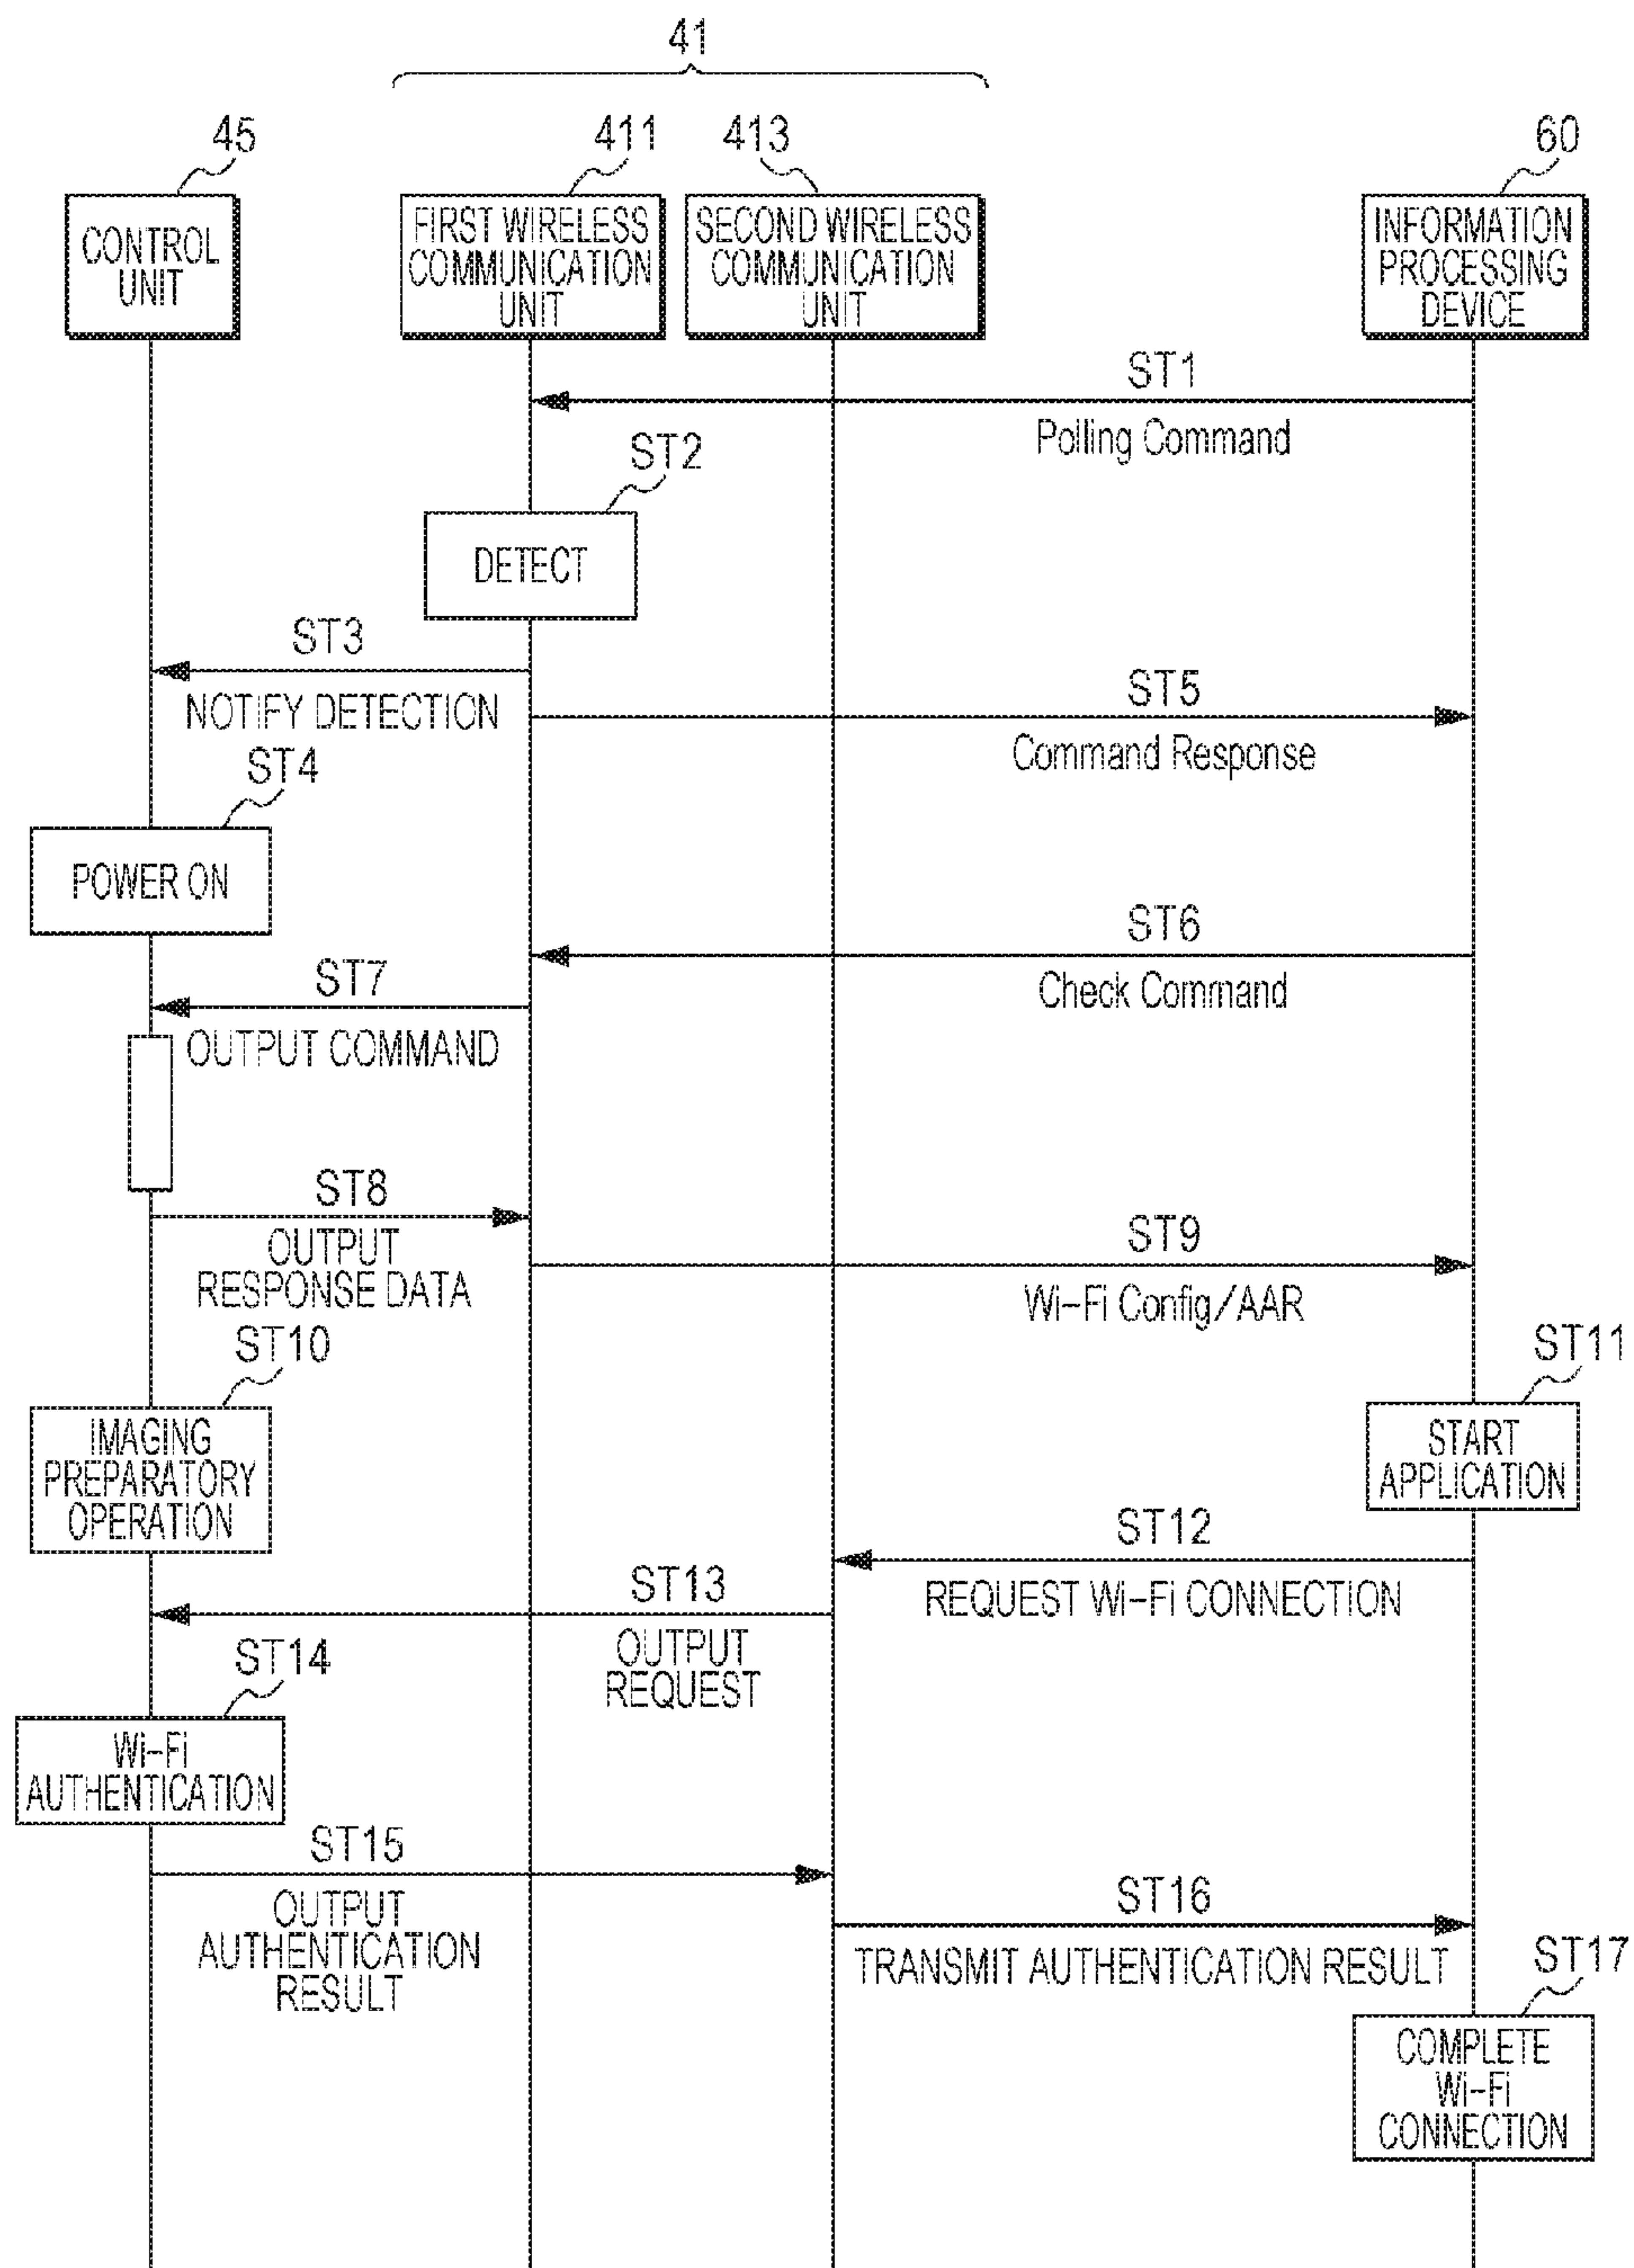 41
45
411
413
60
CONTROL
UNIT
FIRST WIRELESS
COMMUNICATION
UNIT
SECOND WIRELESS
COMMUNICATION
UNIT
INFORMATION
PROCESSING
DEVICE
ST1
Polling Command
ST2
DETECT
ST3
NOTIFY DETECTION
ST5
Command Response
ST4
POWER ON
ST6
Check Command
ST7
OUTPUT COMMAND
ST8
OUTPUT
RESPONSE DATA
ST9
Wi-Fi Config/AAR
ST10
IMAGING
PREPARATORY
OPERATION
ST11
START
APPLICATION
ST12
REQUEST Wi-Fi CONNECTION
ST13
OUTPUT
REQUEST
ST14
Wi-Fi
AUTHENTICATION
ST15
OUTPUT
AUTHENTICATION
RESULT
ST16
TRANSMIT AUTHENTICATION RESULT
ST17
COMPLETE
Wi-Fi
CONNECTION